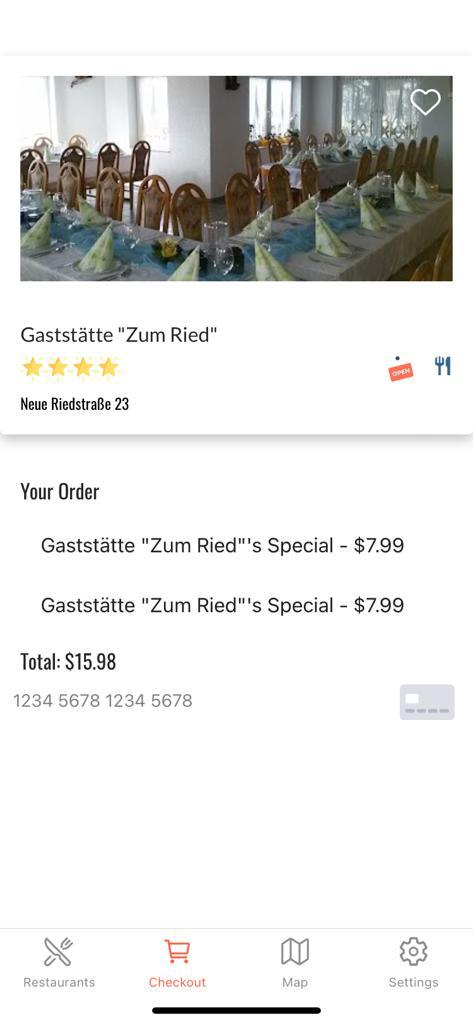 Gaststätte "Zum Ried"
OPEN
Neue Riedstraße 23
Your Order
Gaststätte "Zum Ried"'s Special - $7.99
Gaststätte "Zum Ried"'s Special - $7.99
Total: $15.98
1234 5678 1234 5678
Restaurants
Checkout
Map
Settings